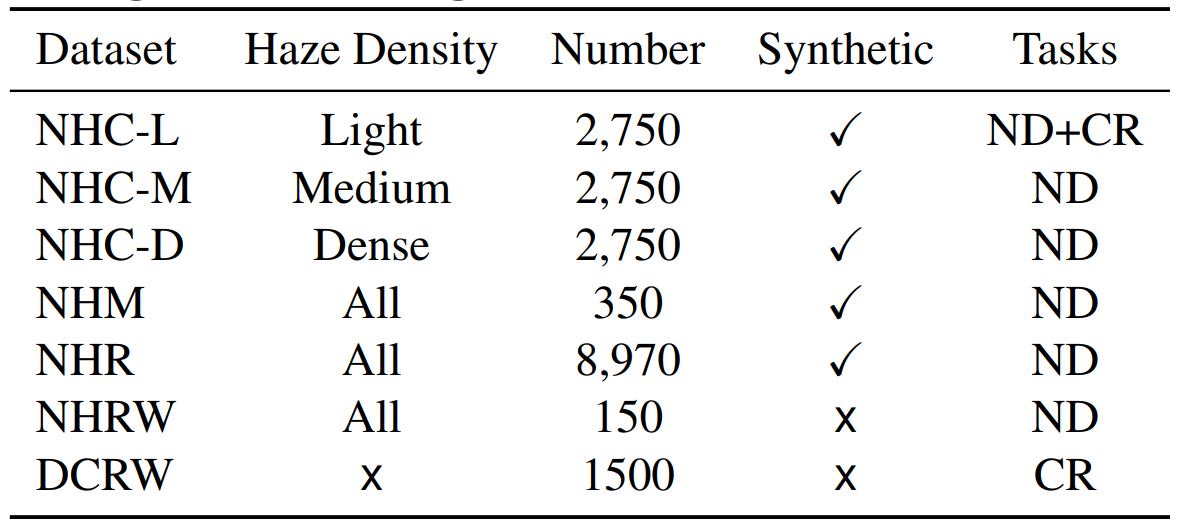 Dataset Haze Density Number Synthetic Tasks
NHC-L Light 2,750 ✓ ND+CR
NHC-M Medium 2,750 ✓ ND
NHC-D Dense 2,750 ✓ ND
NHM All 350 ✓ ND
NHR All 8,970 ✓ ND
NHRW All 150 x ND
DCRW x 1500 x CR